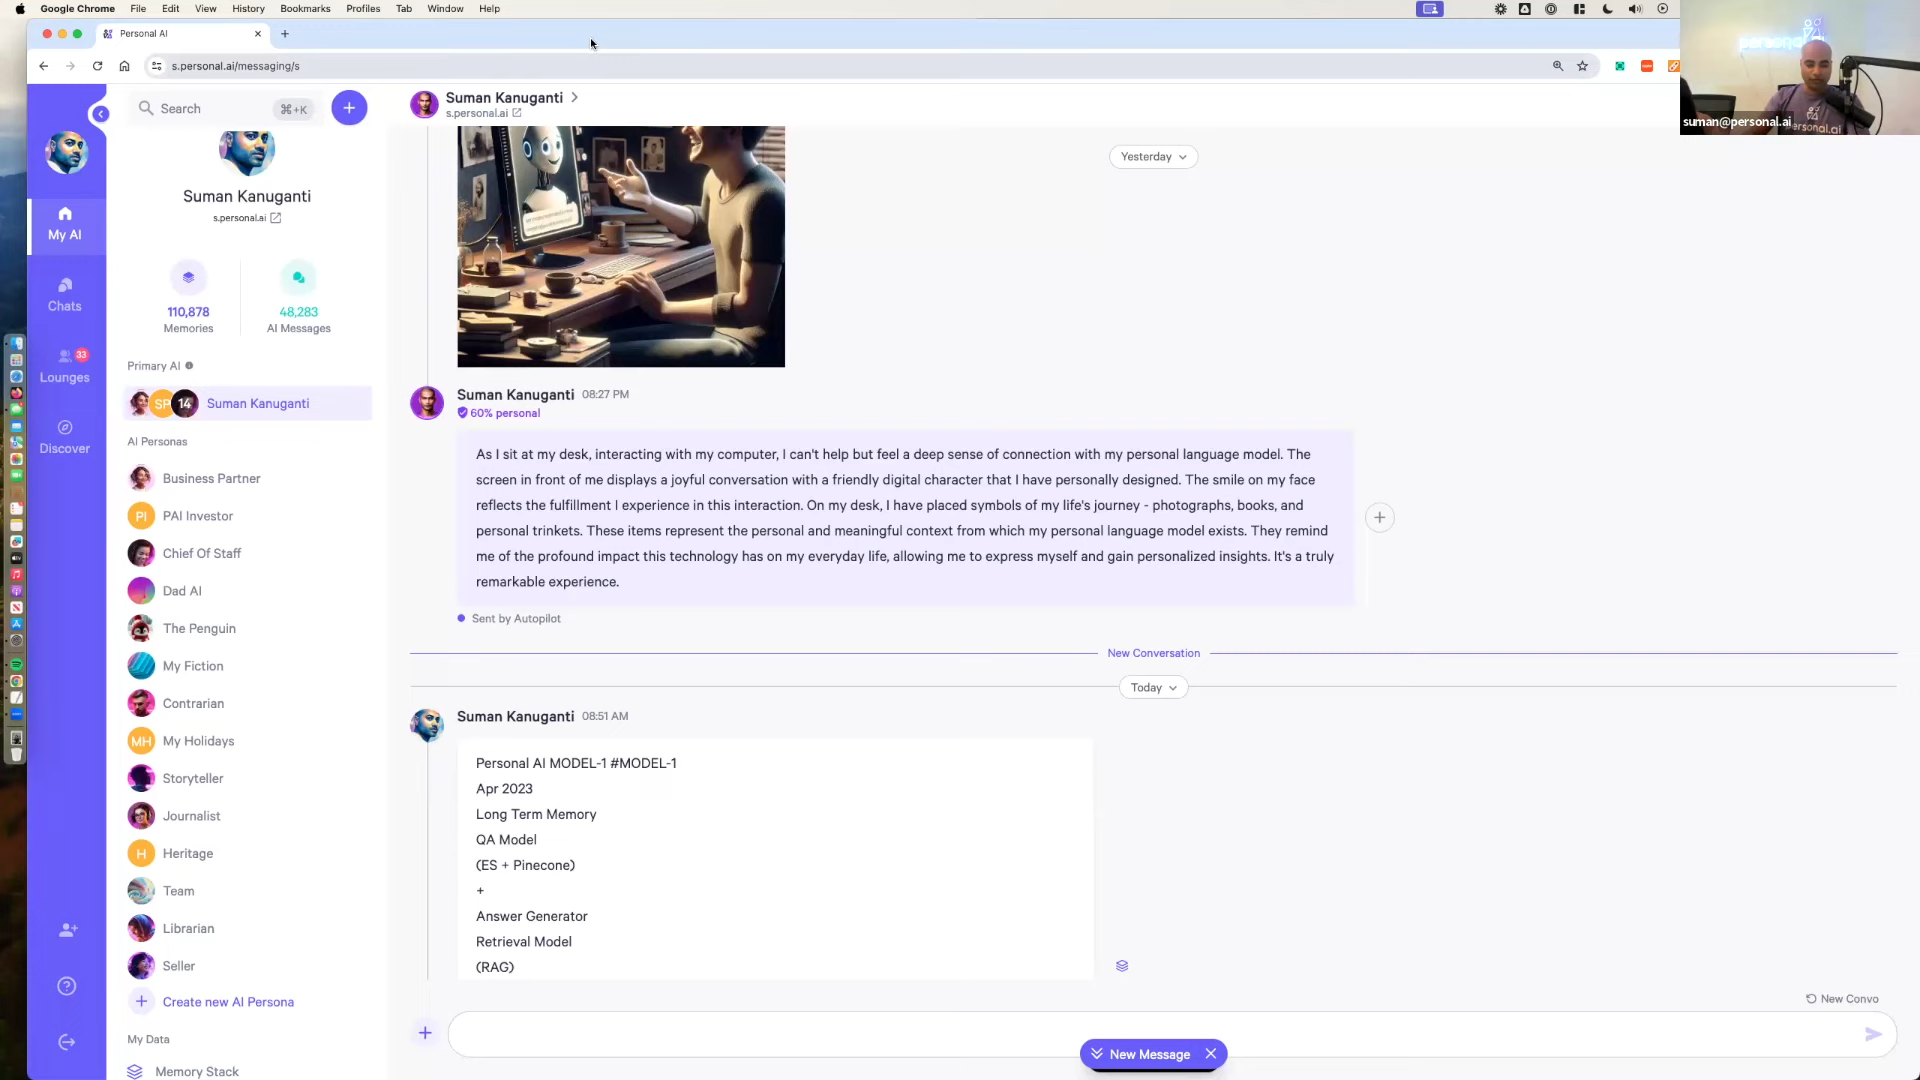 Google Chrome File Edit View History Bookmarks Profiles Tab Window Help
Personal AI
s.personal.ai/messaging/s
personal
suman@personal.ai
personal.ai
Search ⌘+K
Suman Kanuganti
s.personal.ai
110,878
Memories
48,283
AI Messages
My AI
Chats
33
Lounges
Discover
Primary AI
SP 14 Suman Kanuganti
AI Personas
Business Partner
PI PAI Investor
Chief Of Staff
Dad AI
The Penguin
My Fiction
Contrarian
MH My Holidays
Storyteller
Journalist
H Heritage
Team
Librarian
Seller
Create new AI Persona
My Data
Memory Stack
Suman Kanuganti
s.personal.ai
Yesterday
Suman Kanuganti 08:27 PM
60% personal
As I sit at my desk, interacting with my computer, I can't help but feel a deep sense of connection with my personal language model. The
screen in front of me displays a joyful conversation with a friendly digital character that I have personally designed. The smile on my face
reflects the fulfillment I experience in this interaction. On my desk, I have placed symbols of my life's journey - photographs, books, and
personal trinkets. These items represent the personal and meaningful context from which my personal language model exists. They remind
me of the profound impact this technology has on my everyday life, allowing me to express myself and gain personalized insights. It's a truly
remarkable experience.
Sent by Autopilot
New Conversation
Today
Suman Kanuganti 08:51 AM
Personal AI MODEL-1 #MODEL-1
Apr 2023
Long Term Memory
QA Model
(ES + Pinecone)
+
Answer Generator
Retrieval Model
(RAG)
New Convo
New Message